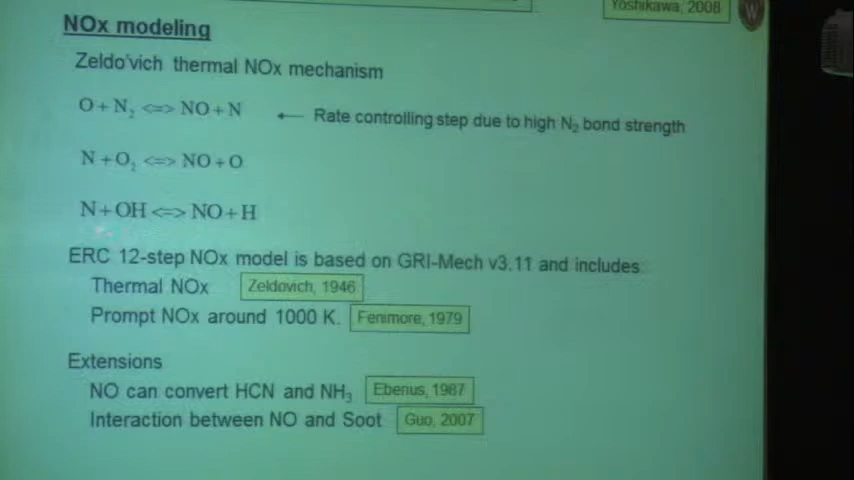 Yoshikawa, 2008
NOx modeling
Zeldo'vich thermal NOx mechanism
O + N₂ <=> NO + N
← Rate controlling step due to high N₂ bond strength
N + O₂ <=> NO + O
N + OH <=> NO + H
ERC 12-step NOx model is based on GRI-Mech v3.11 and includes:
Thermal NOx Zeldovich, 1946
Prompt NOx around 1000 K. Fenimore, 1979
Extensions
NO can convert HCN and NH₃ Eberius, 1987
Interaction between NO and Soot Guo, 2007